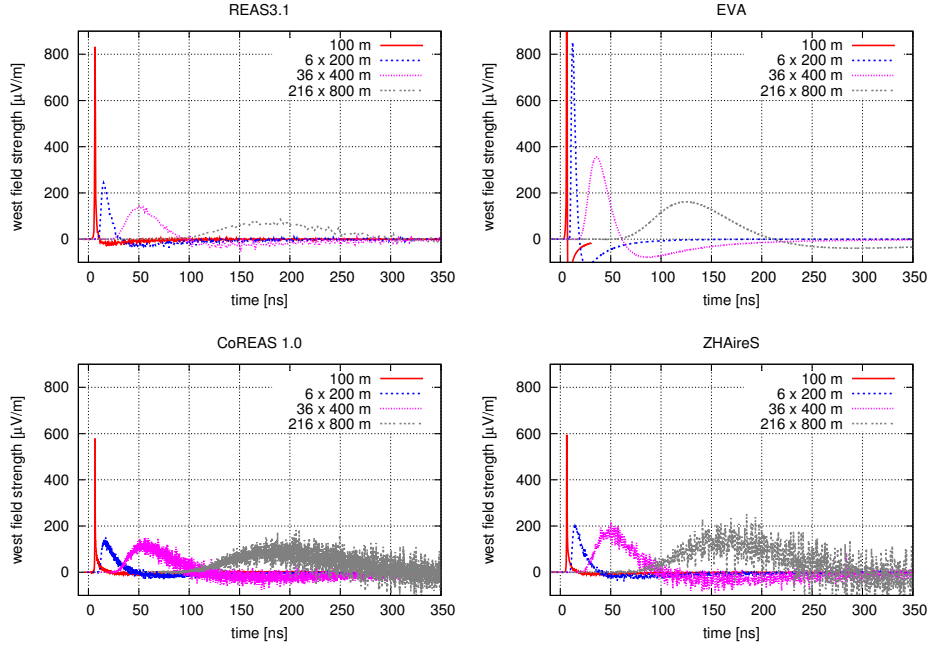 REAS3.1
west field strength [μV/m]
800
600
400
200
0
100 m
6 x 200 m
36 x 400 m
216 x 800 m
0 50 100 150 200 250 300 350
time [ns]
EVA
west field strength [μV/m]
800
600
400
200
0
100 m
6 x 200 m
36 x 400 m
216 x 800 m
0 50 100 150 200 250 300 350
time [ns]
CoREAS 1.0
west field strength [μV/m]
800
600
400
200
0
100 m
6 x 200 m
36 x 400 m
216 x 800 m
0 50 100 150 200 250 300 350
time [ns]
ZHAireS
west field strength [μV/m]
800
600
400
200
0
100 m
6 x 200 m
36 x 400 m
216 x 800 m
0 50 100 150 200 250 300 350
time [ns]